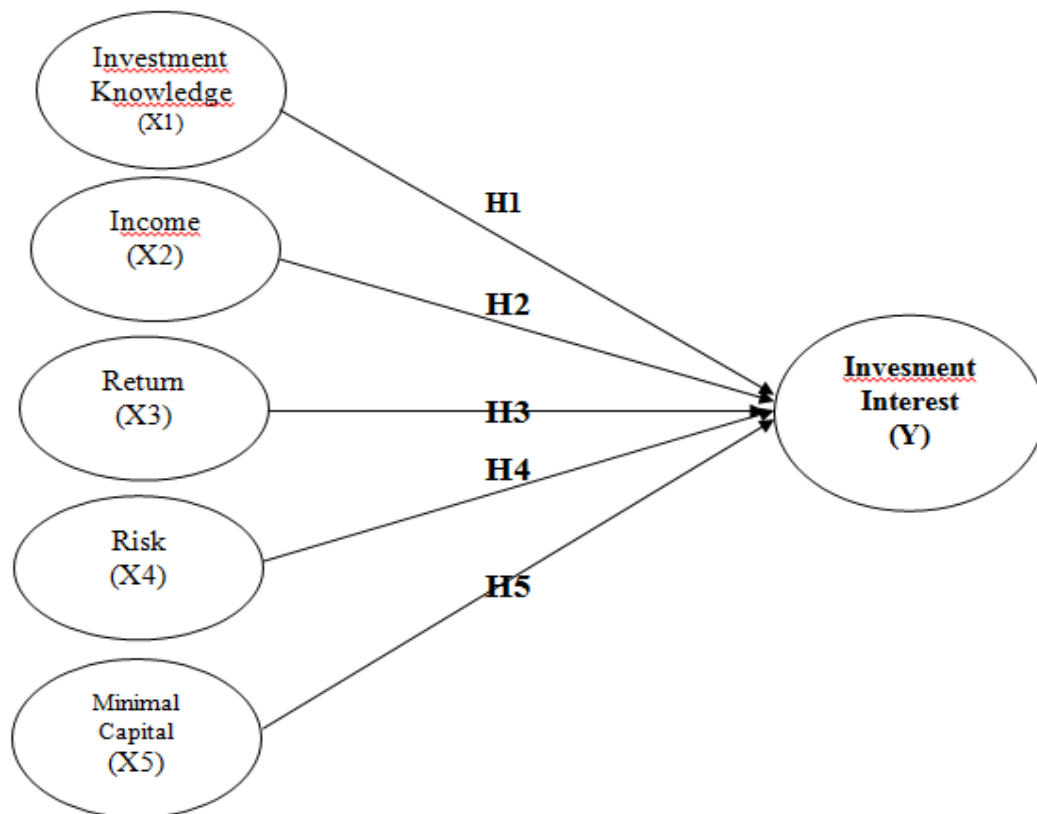 Investment
Knowledge
(X1)
H1
Income
(X2)
H2
Return
(X3)
H3
Invesment
Interest
(Y)
H4
Risk
(X4)
H5
Minimal
Capital
(X5)